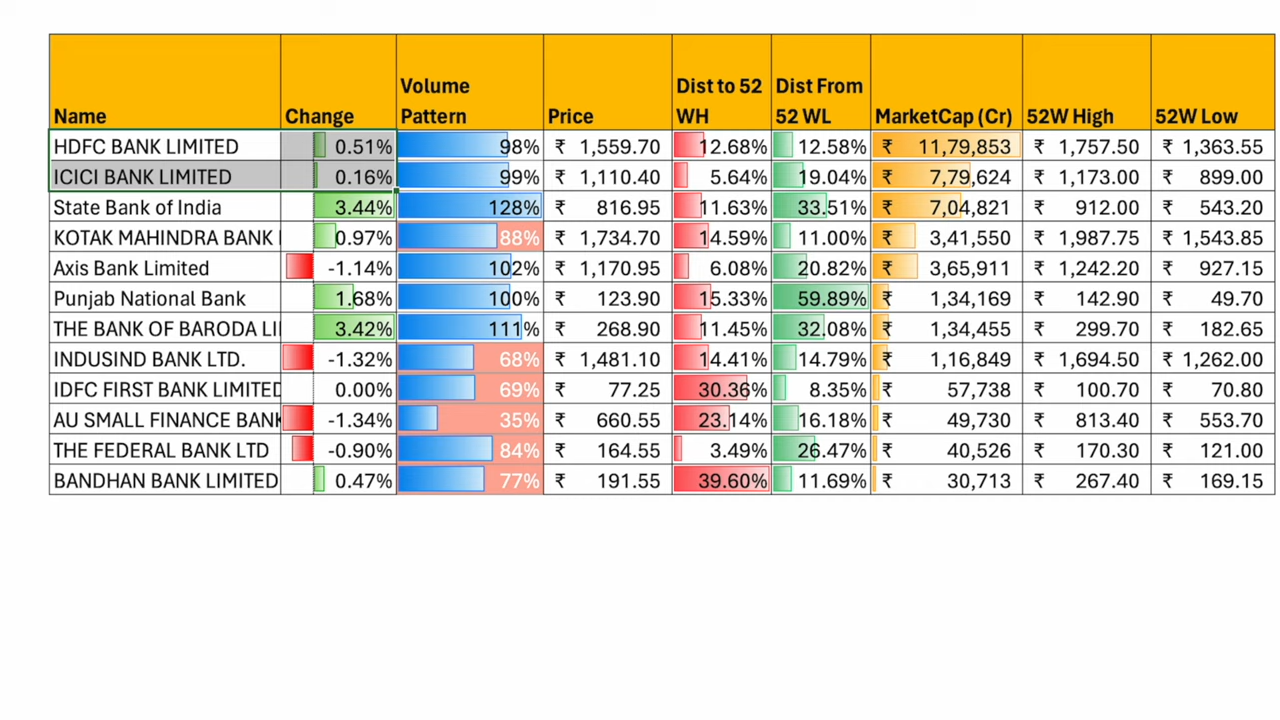 Name Change Volume Pattern Price Dist to 52 WH Dist From 52 WL MarketCap (Cr) 52W High 52W Low
HDFC BANK LIMITED 0.51% 98% ₹ 1,559.70 12.68% 12.58% ₹ 11,79,853 ₹ 1,757.50 ₹ 1,363.55
ICICI BANK LIMITED 0.16% 99% ₹ 1,110.40 5.64% 19.04% ₹ 7,79,624 ₹ 1,173.00 ₹ 899.00
State Bank of India 3.44% 128% ₹ 816.95 11.63% 33.51% ₹ 7,04,821 ₹ 912.00 ₹ 543.20
KOTAK MAHINDRA BANK 0.97% 88% ₹ 1,734.70 14.59% 11.00% ₹ 3,41,550 ₹ 1,987.75 ₹ 1,543.85
Axis Bank Limited -1.14% 102% ₹ 1,170.95 6.08% 20.82% ₹ 3,65,911 ₹ 1,242.20 ₹ 927.15
Punjab National Bank 1.68% 100% ₹ 123.90 15.33% 59.89% ₹ 1,34,169 ₹ 142.90 ₹ 49.70
THE BANK OF BARODA LI 3.42% 111% ₹ 268.90 11.45% 32.08% ₹ 1,34,455 ₹ 299.70 ₹ 182.65
INDUSIND BANK LTD. -1.32% 68% ₹ 1,481.10 14.41% 14.79% ₹ 1,16,849 ₹ 1,694.50 ₹ 1,262.00
IDFC FIRST BANK LIMITED 0.00% 69% ₹ 77.25 30.36% 8.35% ₹ 57,738 ₹ 100.70 ₹ 70.80
AU SMALL FINANCE BANK -1.34% 35% ₹ 660.55 23.14% 16.18% ₹ 49,730 ₹ 813.40 ₹ 553.70
THE FEDERAL BANK LTD -0.90% 84% ₹ 164.55 3.49% 26.47% ₹ 40,526 ₹ 170.30 ₹ 121.00
BANDHAN BANK LIMITED 0.47% 77% ₹ 191.55 39.60% 11.69% ₹ 30,713 ₹ 267.40 ₹ 169.15